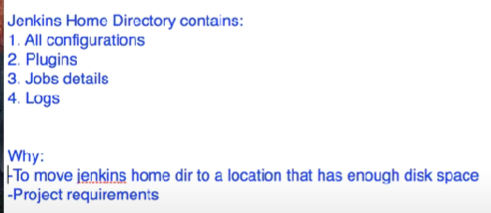 Jenkins Home Directory contains:
1. All configurations
2. Plugins
3. Jobs details
4. Logs
Why:
-To move jenkins home dir to a location that has enough disk space
-Project requirements